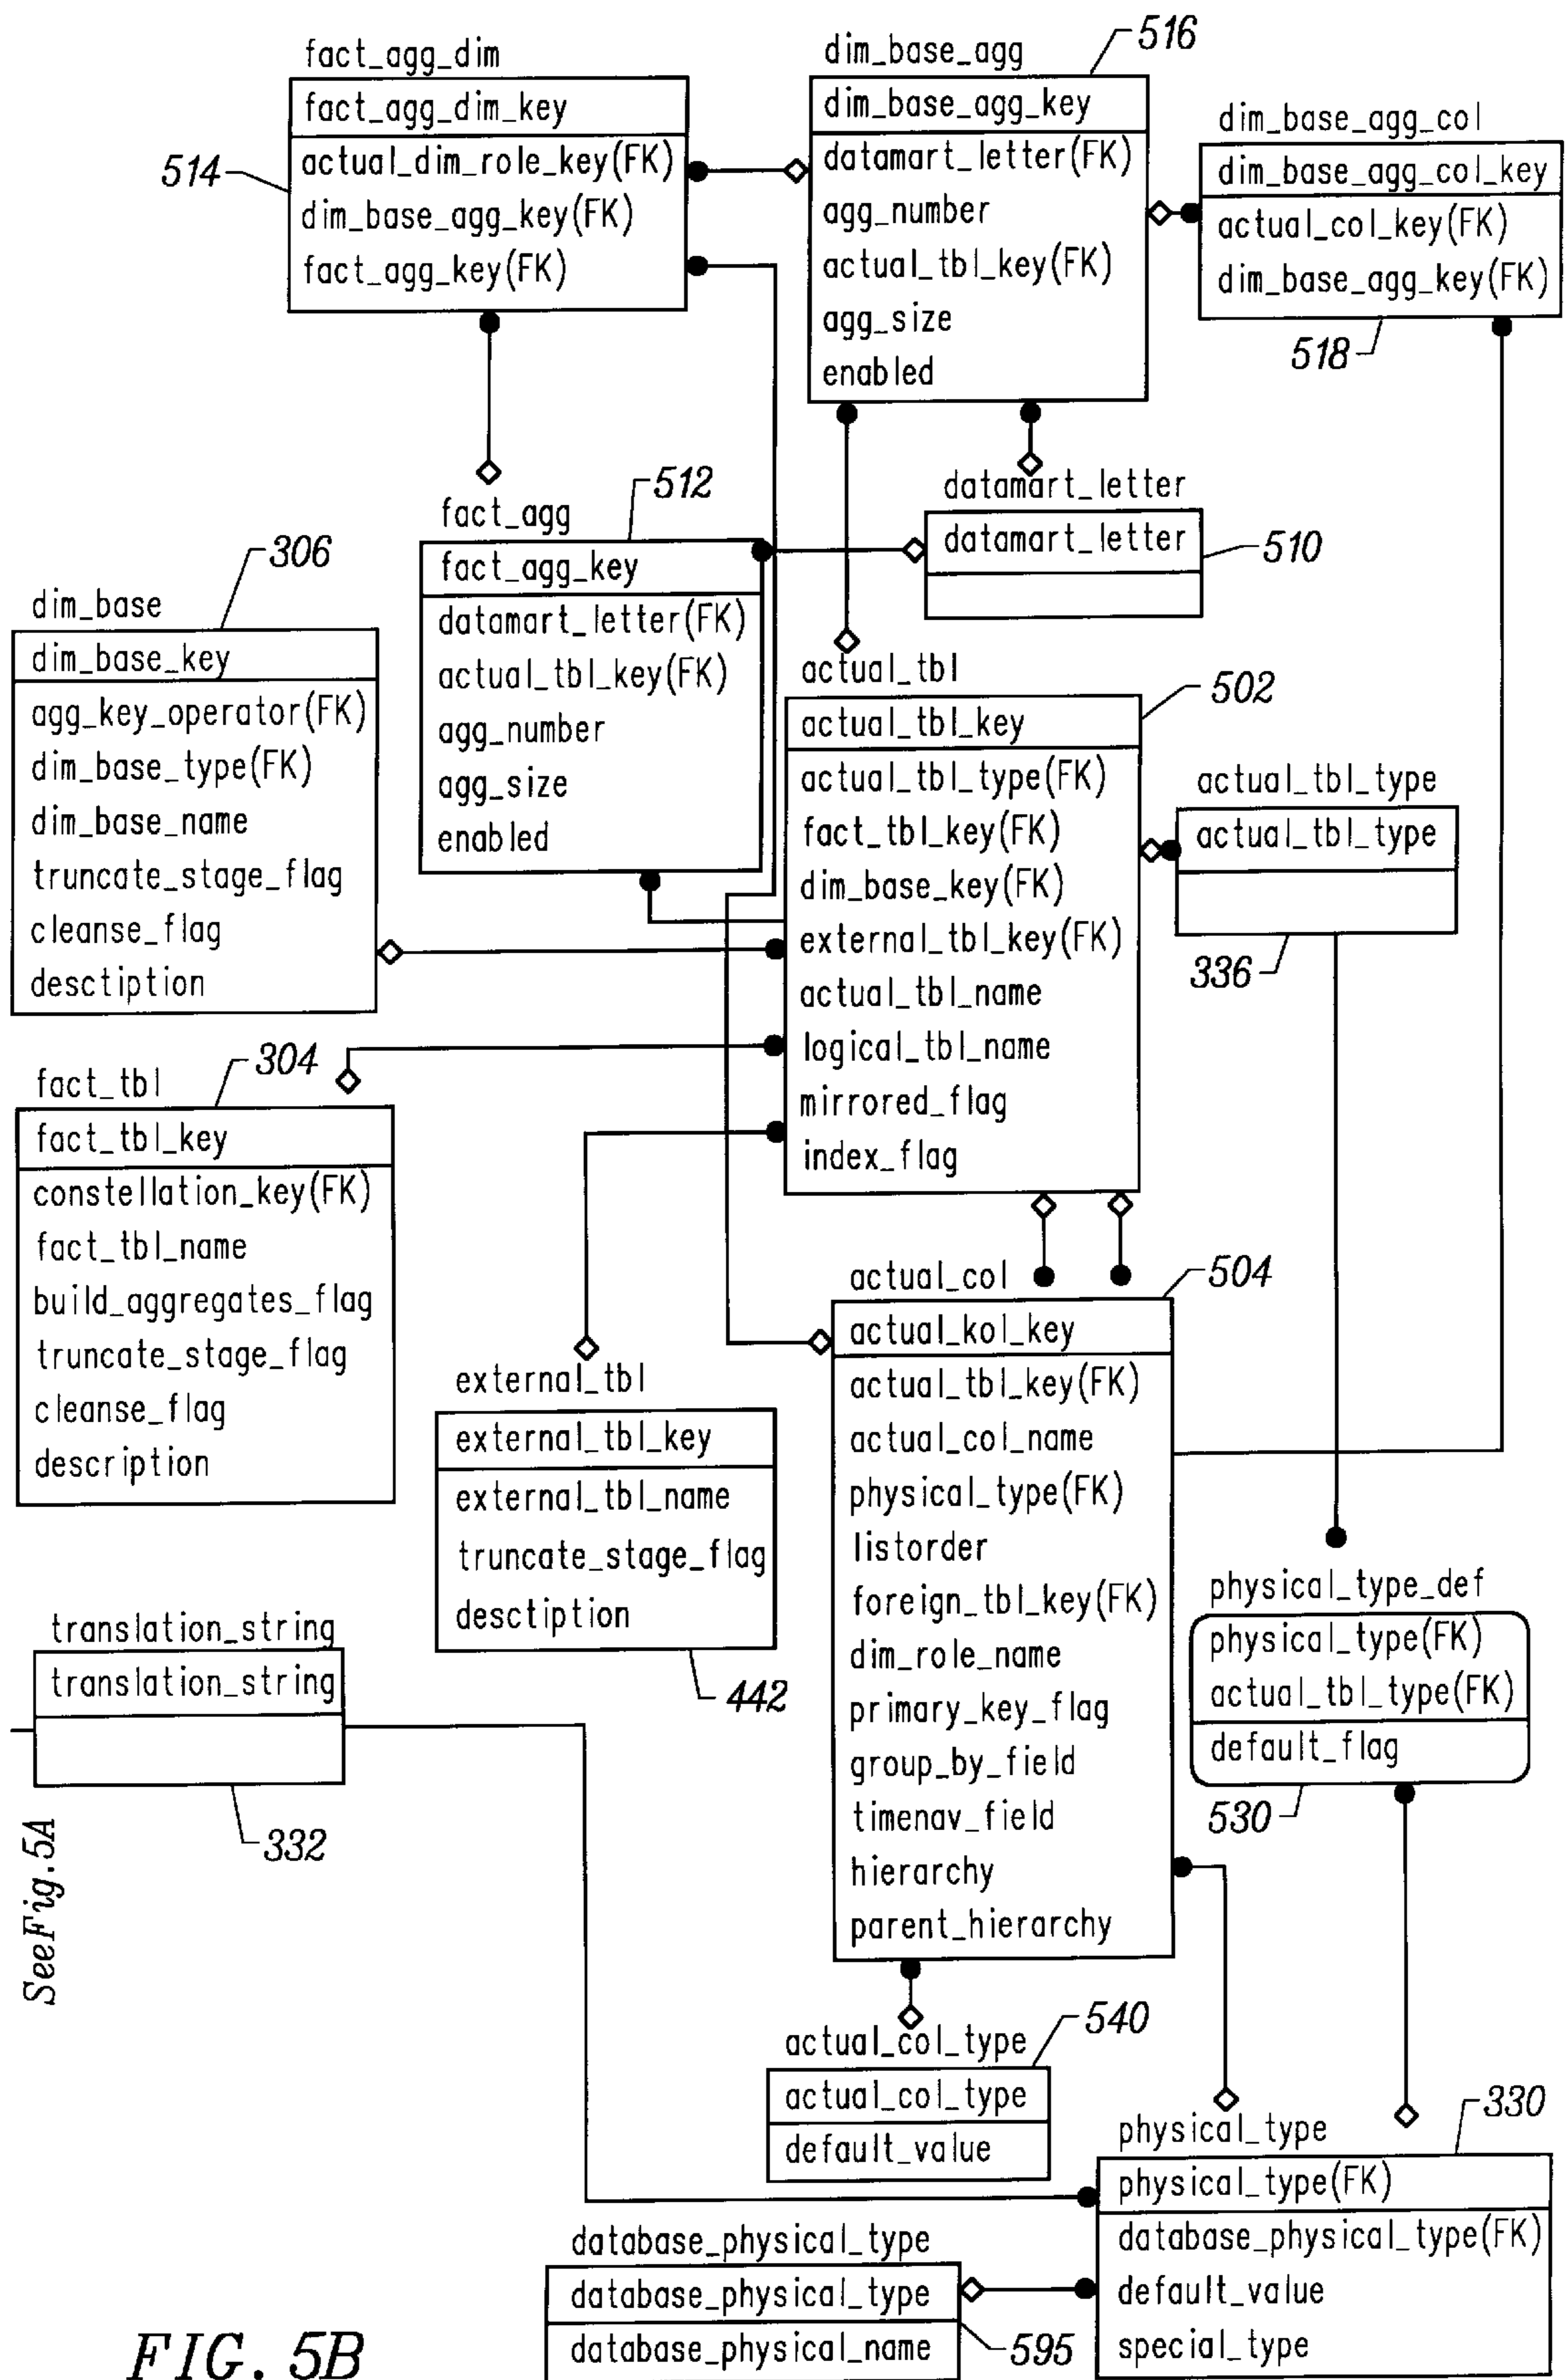 fact_agg_dim
fact_agg_dim_key
actual_dim_role_key(FK)
dim_base_agg_key(FK)
fact_agg_key(FK)
514
dim_base_agg
516
dim_base_agg_key
datamart_letter(FK)
agg_number
actual_tbl_key(FK)
agg_size
enabled
dim_base_agg_col
dim_base_agg_col_key
actual_col_key(FK)
dim_base_agg_key(FK)
518
datamart_letter
datamart_letter
510
fact_agg
512
fact_agg_key
datamart_letter(FK)
actual_tbl_key(FK)
agg_number
agg_size
enabled
306
dim_base
dim_base_key
agg_key_operator(FK)
dim_base_type(FK)
dim_base_name
truncate_stage_flag
cleanse_flag
desctiption
actual_tbl
502
actual_tbl_key
actual_tbl_type(FK)
fact_tbl_key(FK)
dim_base_key(FK)
external_tbl_key(FK)
actual_tbl_name
logical_tbl_name
mirrored_flag
index_flag
actual_tbl_type
actual_tbl_type
336
304
fact_tbl
fact_tbl_key
constellation_key(FK)
fact_tbl_name
build_aggregates_flag
truncate_stage_flag
cleanse_flag
description
external_tbl
external_tbl_key
external_tbl_name
truncate_stage_flag
desctiption
442
actual_col
504
actual_kol_key
actual_tbl_key(FK)
actual_col_name
physical_type(FK)
listorder
foreign_tbl_key(FK)
dim_role_name
primary_key_flag
group_by_field
timenav_field
hierarchy
parent_hierarchy
physical_type_def
physical_type(FK)
actual_tbl_type(FK)
default_flag
530
translation_string
translation_string
332
SeeFig.5A
actual_col_type
540
actual_col_type
default_value
physical_type
330
physical_type(FK)
database_physical_type(FK)
default_value
special_type
database_physical_type
database_physical_type
database_physical_name
595
FIG. 5B